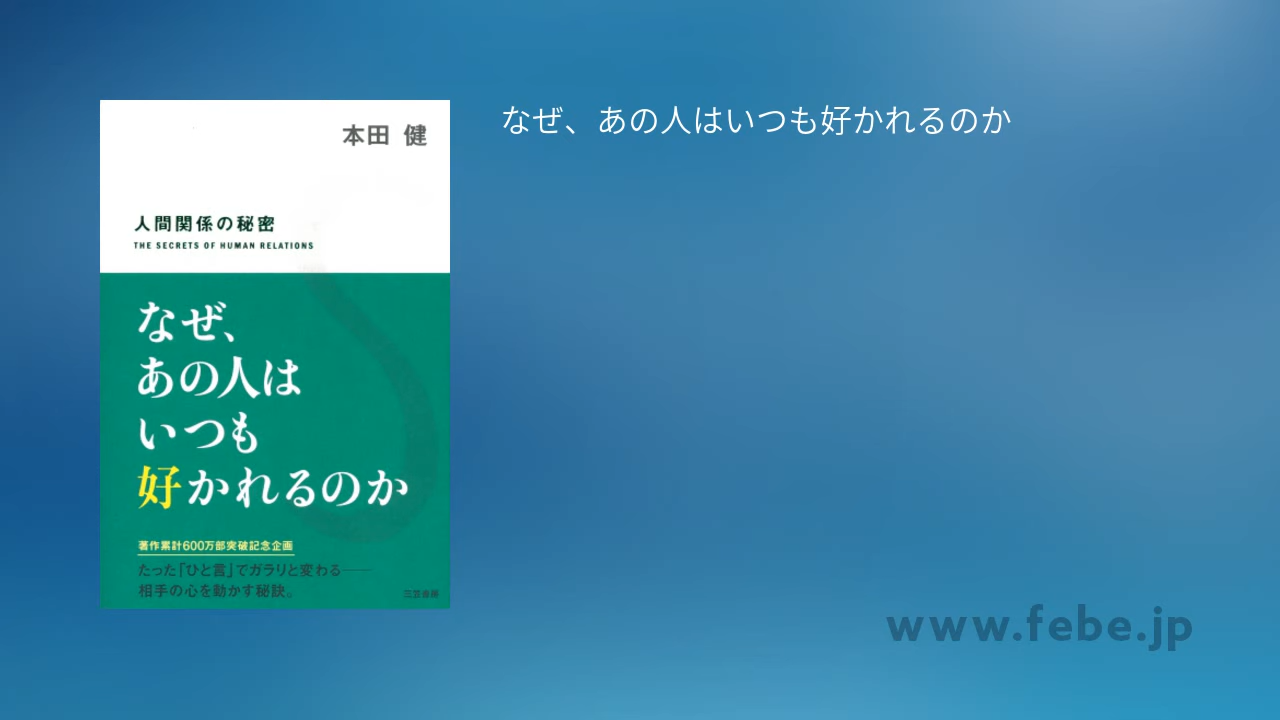 本田 健
人間関係の秘密
THE SECRETS OF HUMAN RELATIONS
なぜ、
あの人は
いつも
好かれるのか
著作累計600万部突破記念企画
たった「ひと言」でガラリと変わる――
相手の心を動かす秘訣。
三笠書房
なぜ、あの人はいつも好かれるのか
www.febe.jp